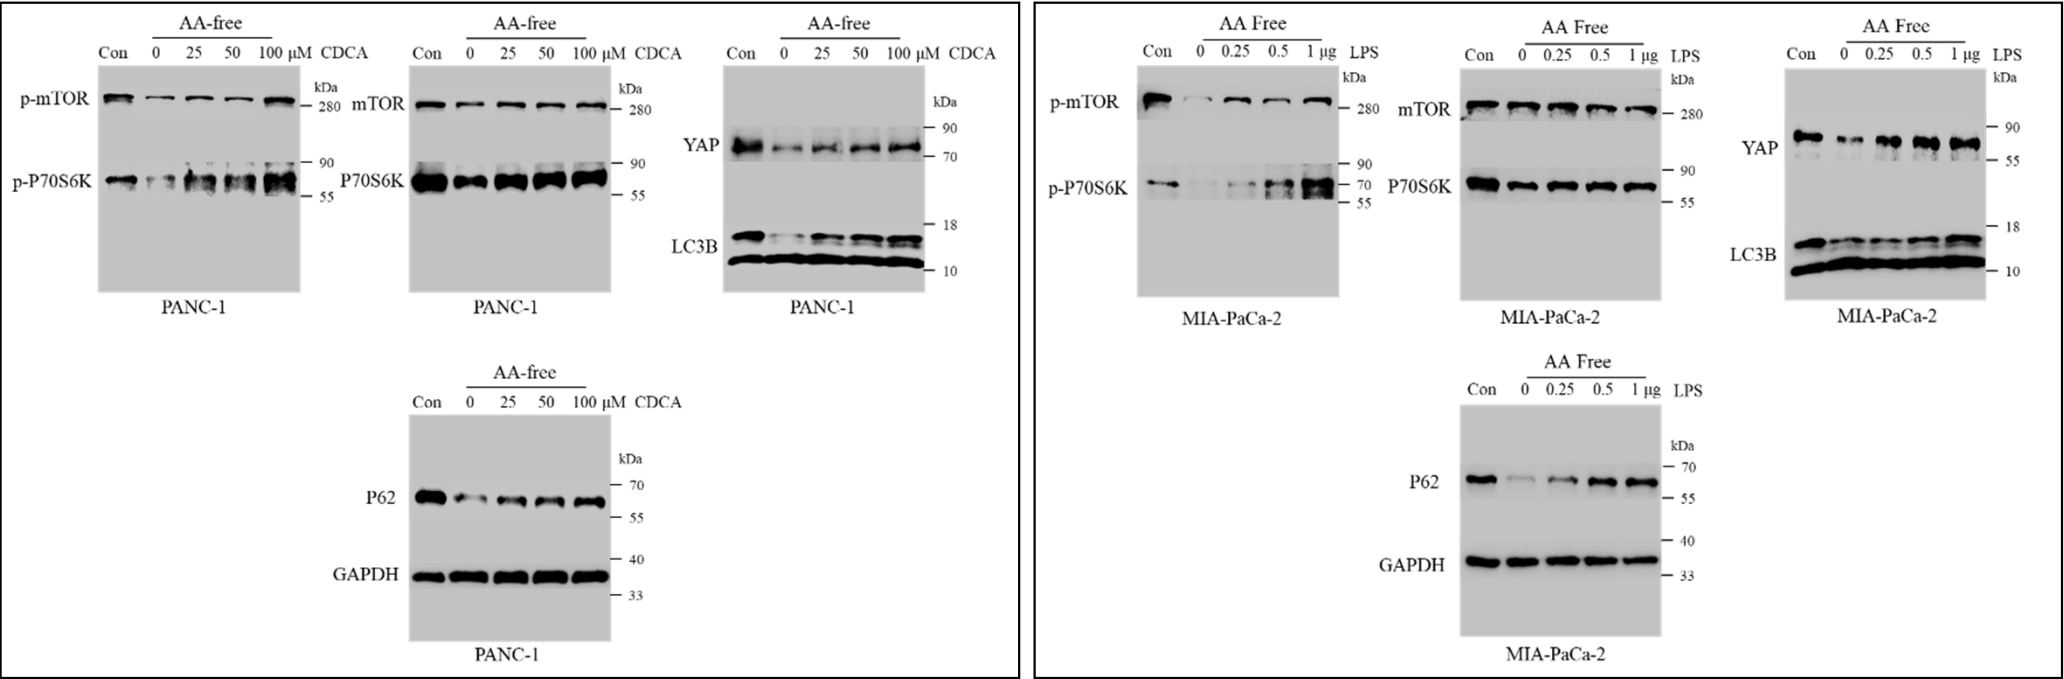 AA-free
Con 0 25 50 100 μM CDCA
kDa
p-mTOR
280
90
p-P70S6K
55
PANC-1
AA-free
Con 0 25 50 100 μM CDCA
kDa
mTOR
280
90
P70S6K
55
PANC-1
AA-free
Con 0 25 50 100 μM CDCA
kDa
90
YAP
70
18
LC3B
10
PANC-1
AA-free
Con 0 25 50 100 μM CDCA
kDa
70
P62
55
40
GAPDH
33
PANC-1
AA Free
Con 0 0.25 0.5 1 μg LPS
kDa
p-mTOR
280
90
p-P70S6K
70
55
MIA-PaCa-2
AA Free
Con 0 0.25 0.5 1 μg LPS
kDa
mTOR
280
90
P70S6K
55
MIA-PaCa-2
AA Free
Con 0 0.25 0.5 1 μg LPS
kDa
90
YAP
55
18
LC3B
10
MIA-PaCa-2
AA Free
Con 0 0.25 0.5 1 μg LPS
kDa
70
P62
55
40
GAPDH
33
MIA-PaCa-2